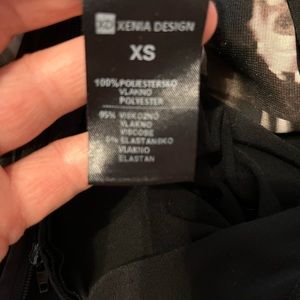 XD XENIA DESIGN
XS
100% POLIESTERSKO
VLAKNO
POLYESTER
95% VISKOZNO
VLAKNO
VISCOSE
5% ELASTANSKO
VLAKNO
ELASTAN